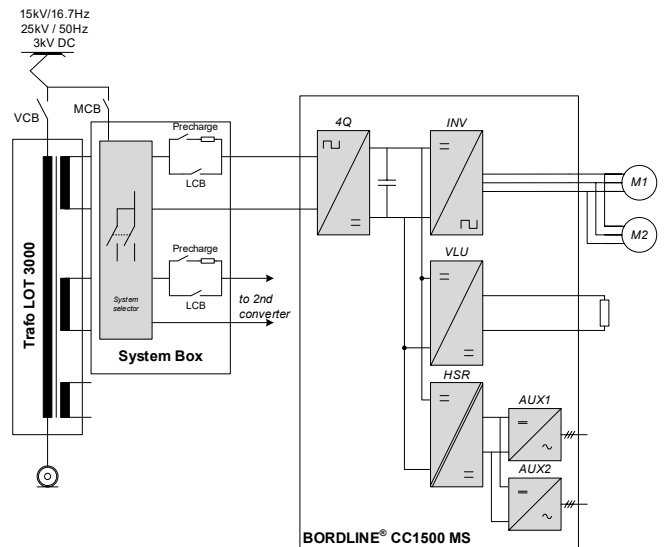 15kV/16.7Hz
25kV / 50Hz
3kV DC
VCB
MCB
Trafo LOT 3000
System
selector
System Box
Precharge
LCB
Precharge
LCB
to 2nd
converter
4Q
INV
M1
M2
VLU
HSR
AUX1
AUX2
BORDLINE® CC1500 MS